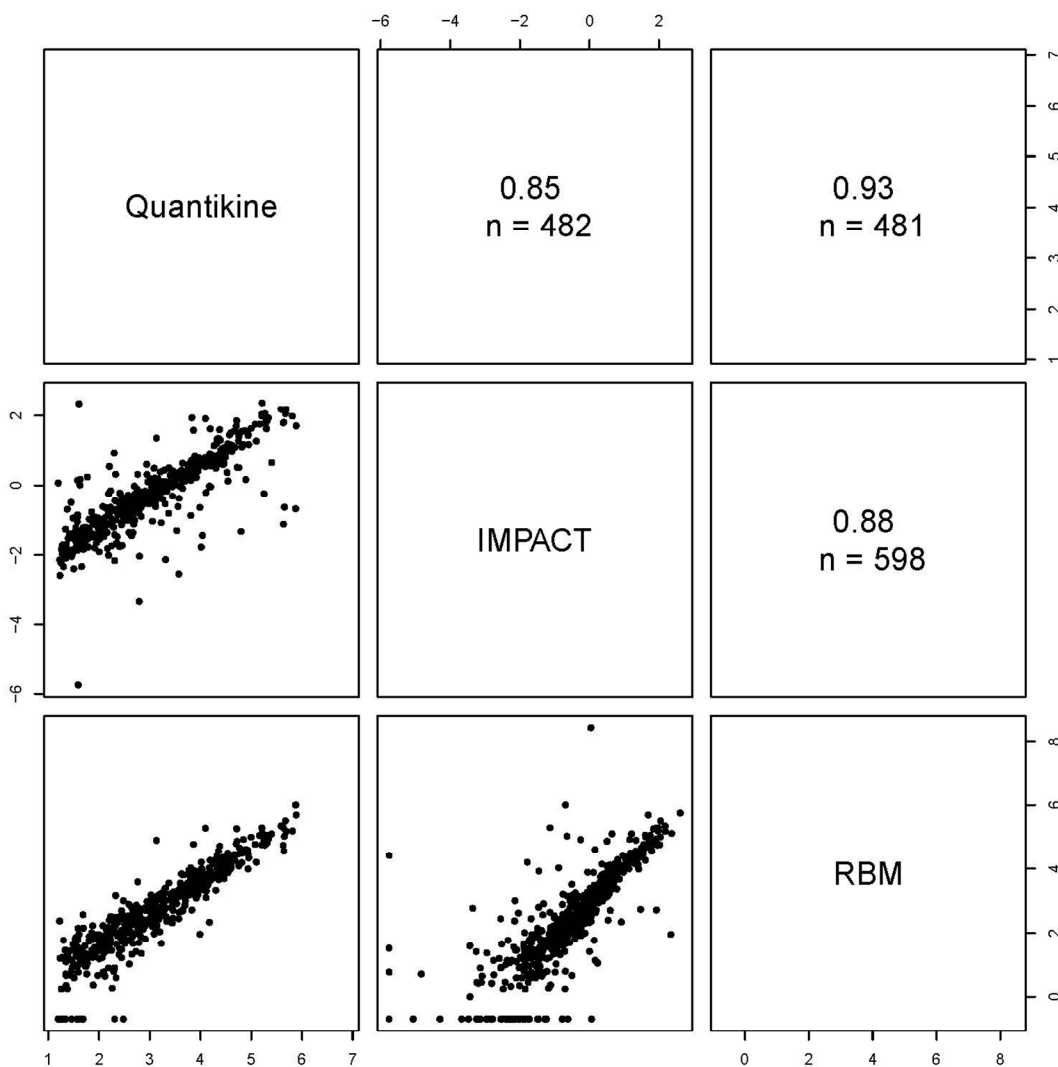 −6 −4 −2 0 2
Quantikine
0.85
n = 482
0.93
n = 481
7
6
5
4
3
2
1
2
0
−2
−4
−6
IMPACT
0.88
n = 598
RBM
8
6
4
2
0
1 2 3 4 5 6 7
0 2 4 6 8